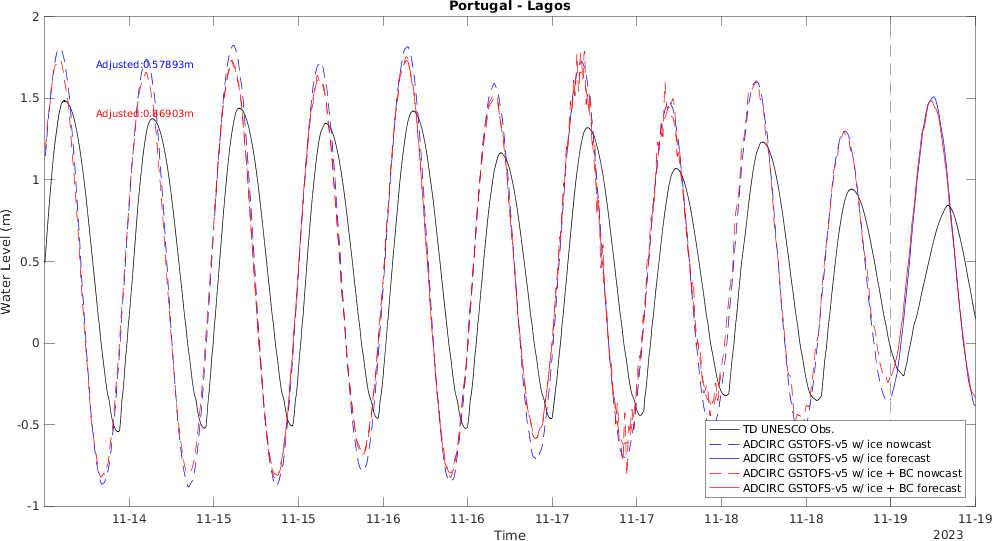 Portugal - Lagos
2
1.5
1
0.5
0
-0.5
-1
Water Level (m)
Adjusted:0.57893m
Adjusted:0.46903m
TD UNESCO Obs.
ADCIRC GSTOFS-v5 w/ ice nowcast
ADCIRC GSTOFS-v5 w/ ice forecast
ADCIRC GSTOFS-v5 w/ ice + BC nowcast
ADCIRC GSTOFS-v5 w/ ice + BC forecast
11-14 11-15 11-15 11-16 11-16 11-17 11-17 11-18 11-18 11-19 11-19
Time
2023